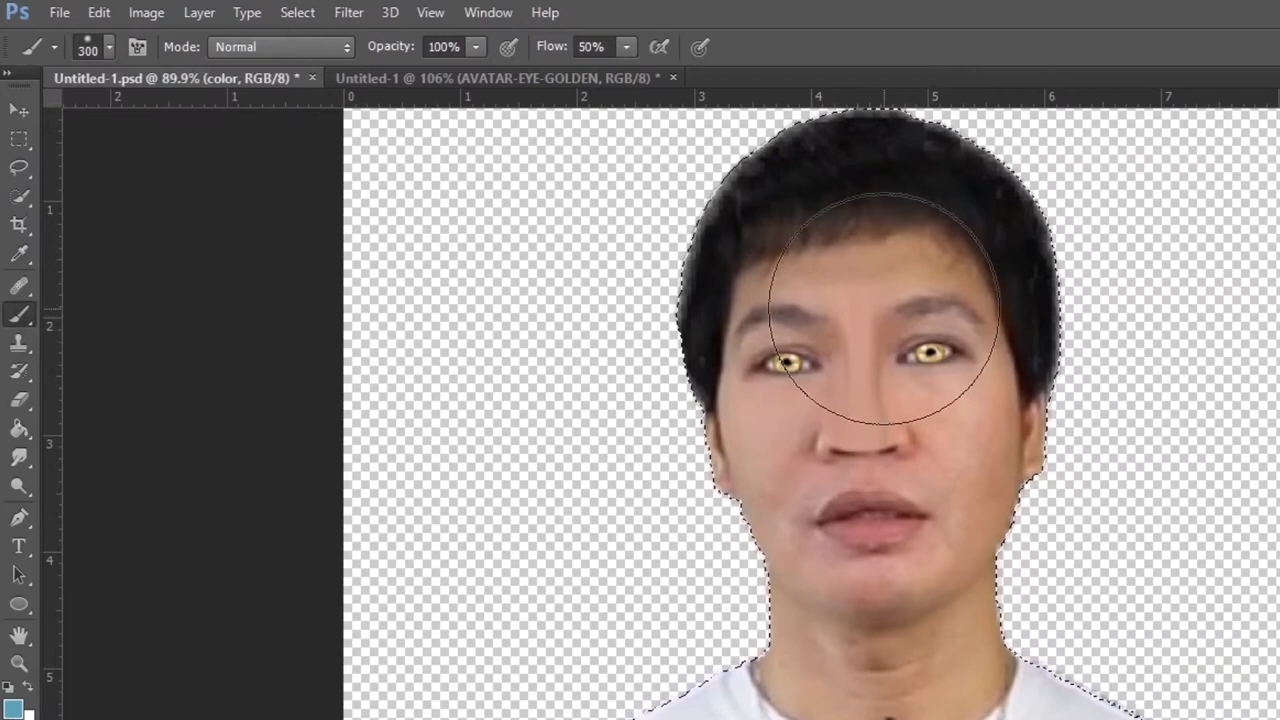 Ps File Edit Image Layer Type Select Filter 3D View Window Help
300 Mode: Normal Opacity: 100% Flow: 50%
Untitled-1.psd @ 89.9% (color, RGB/8) * × Untitled-1 @ 106% (AVATAR-EYE-GOLDEN, RGB/8) * ×
2 1 0 1 2 3 4 5 6 7
1
2
3
4
5
T